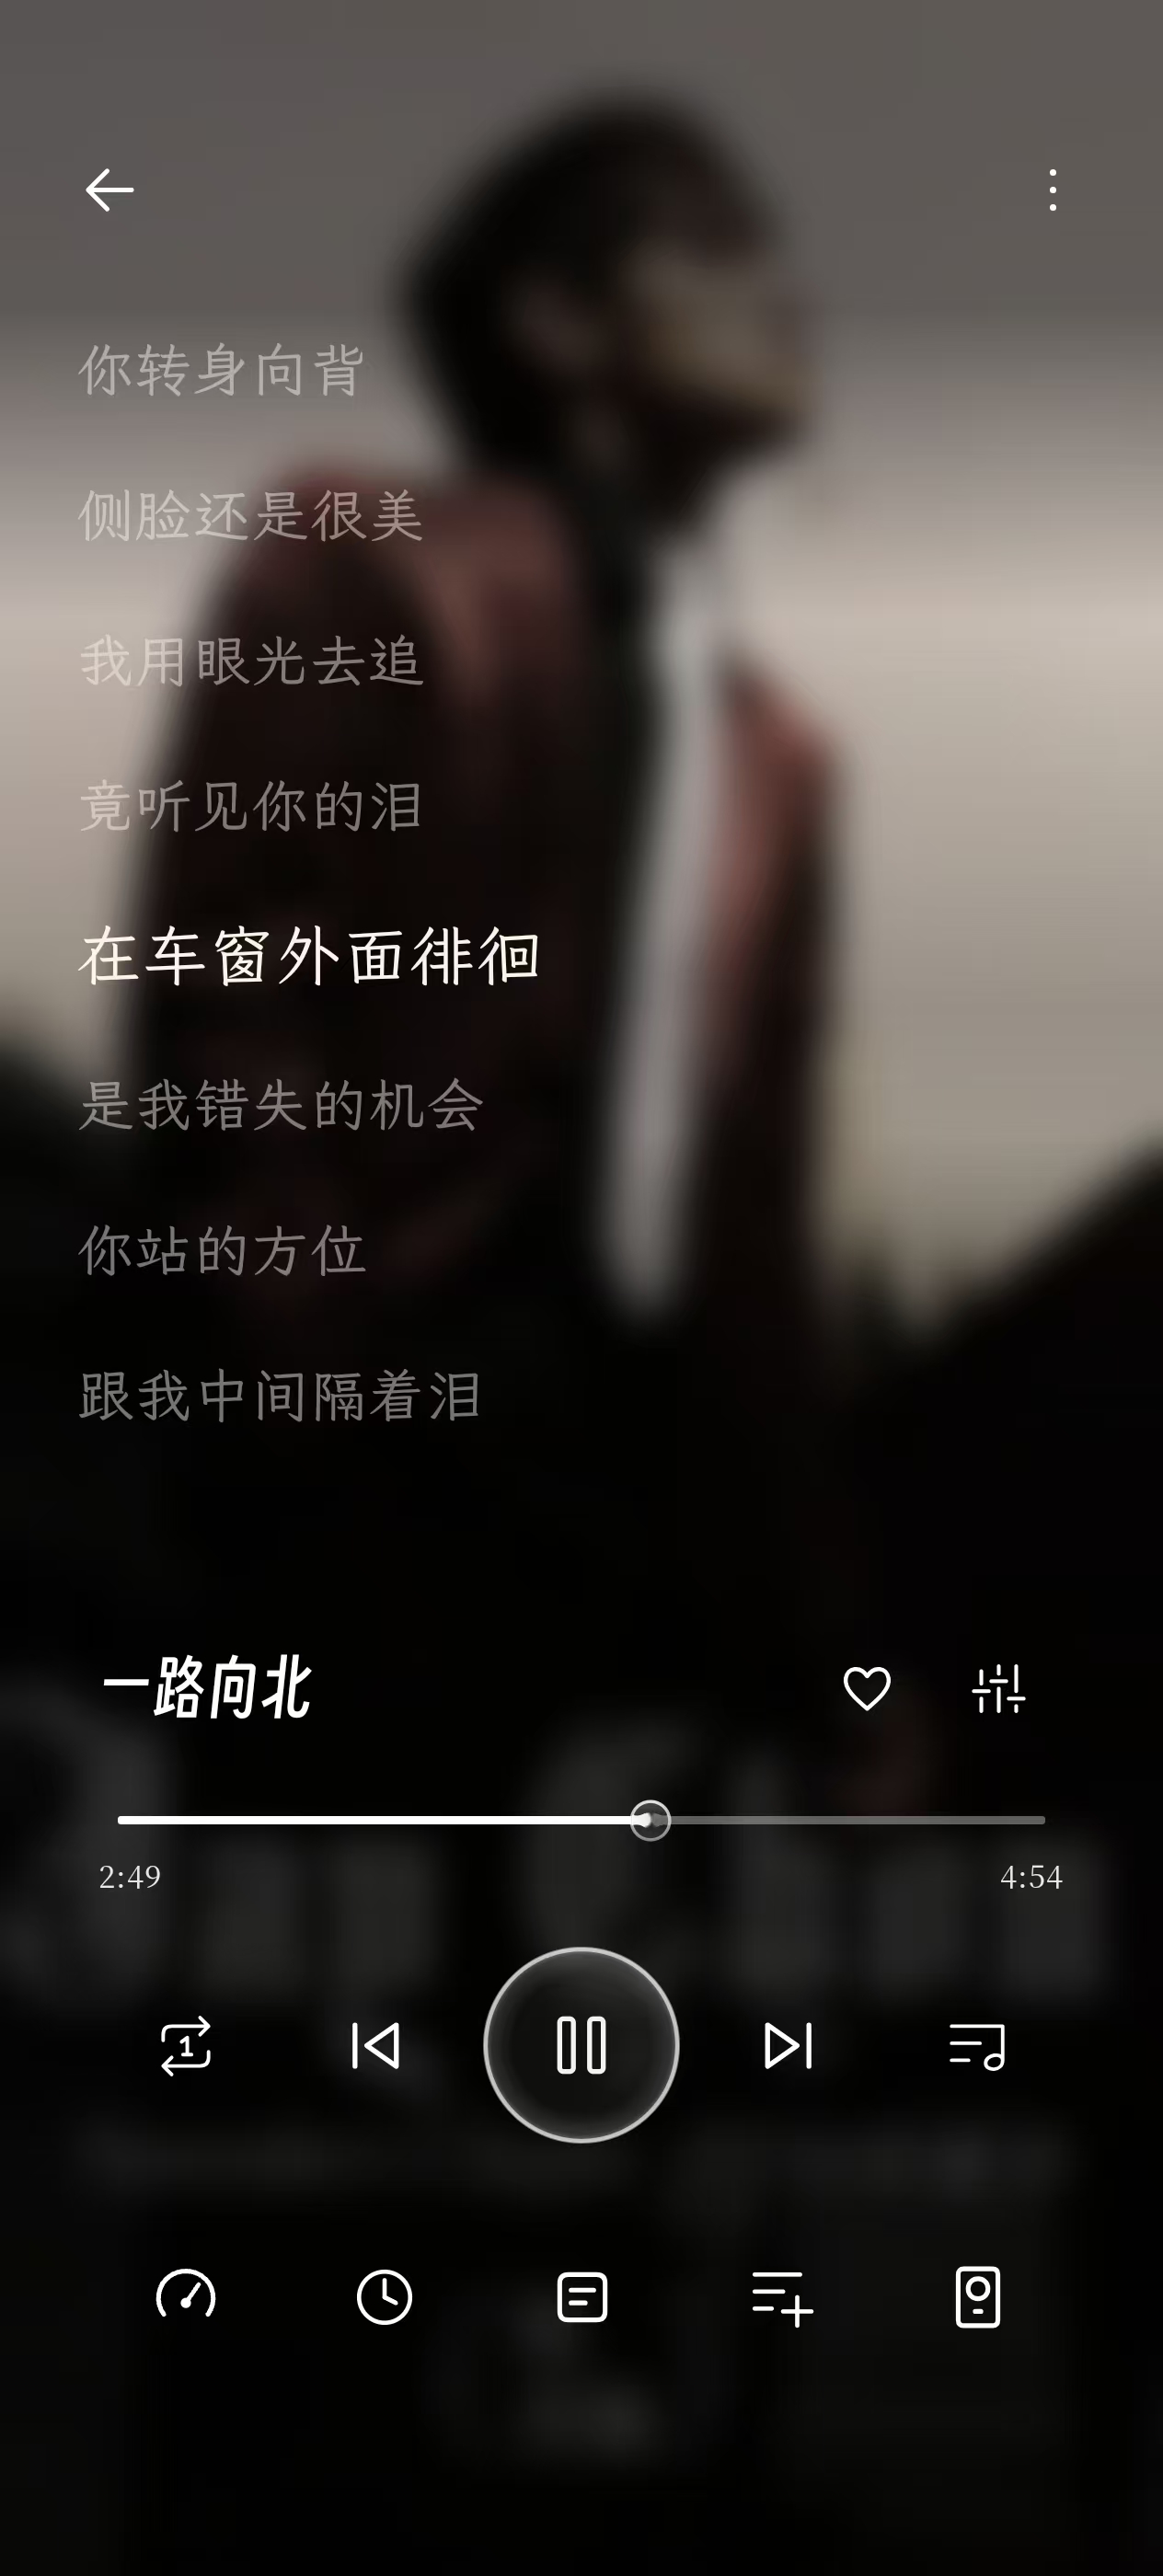 你转身向背
侧脸还是很美
我用眼光去追
竟听见你的泪
在车窗外面徘徊
是我错失的机会
你站的方位
跟我中间隔着泪
一路向北
2:49
4:54
1